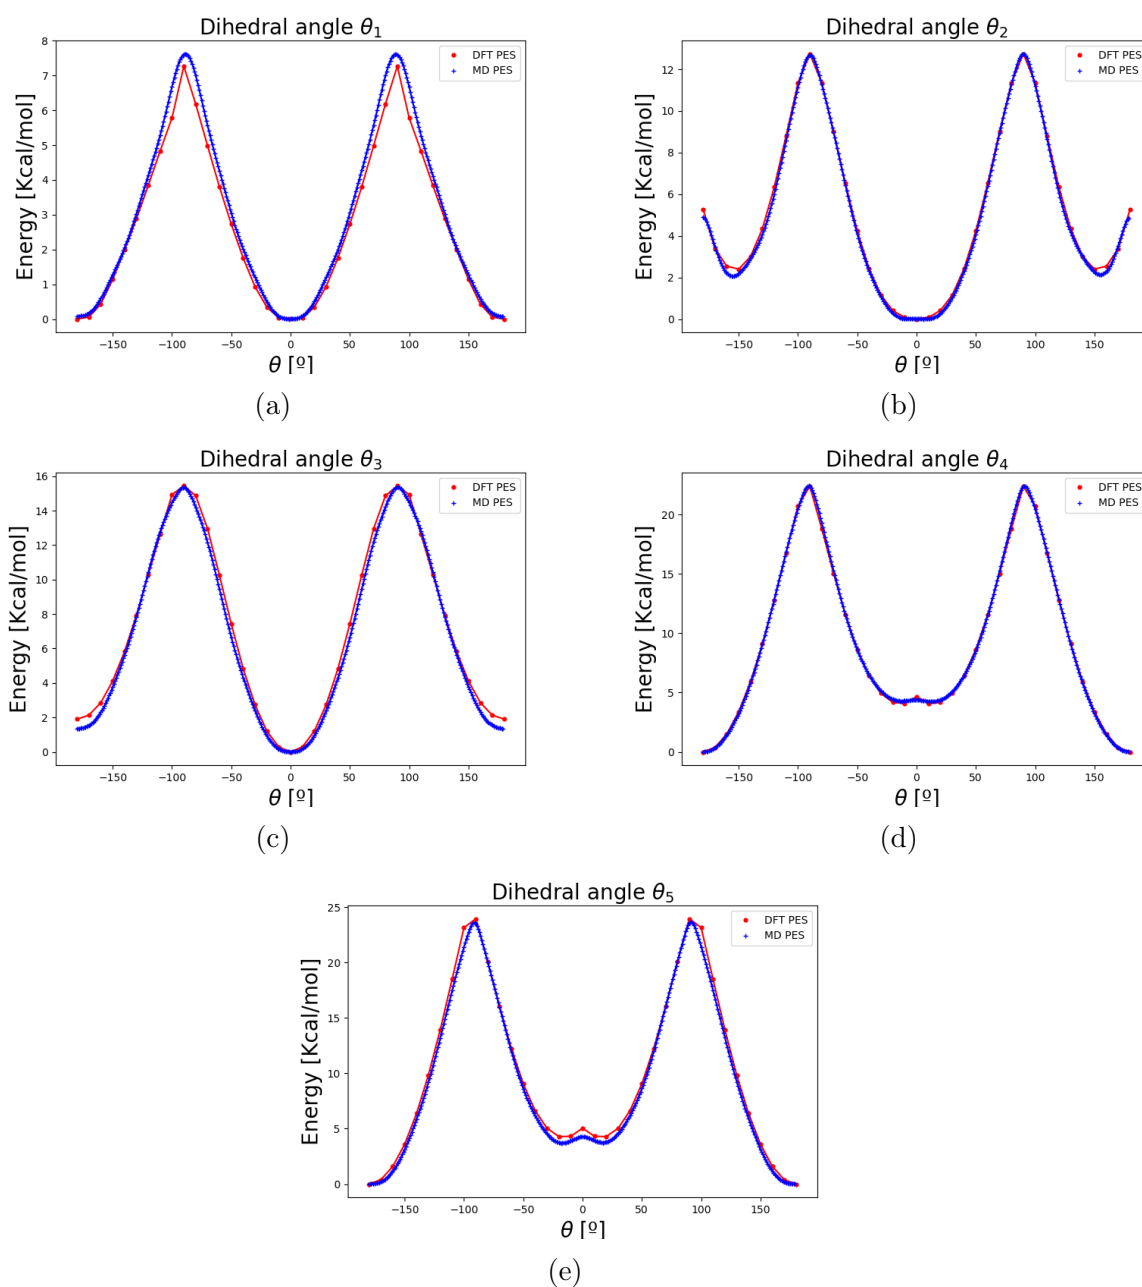 Dihedral angle θ1
Energy [Kcal/mol]
8
7
6
5
4
3
2
1
0
DFT PES
MD PES
−150 −100 −50 0 50 100 150
θ [º]
(a)
Dihedral angle θ2
Energy [Kcal/mol]
12
10
8
6
4
2
0
DFT PES
MD PES
−150 −100 −50 0 50 100 150
θ [º]
(b)
Dihedral angle θ3
Energy [Kcal/mol]
16
14
12
10
8
6
4
2
0
DFT PES
MD PES
−150 −100 −50 0 50 100 150
θ [º]
(c)
Dihedral angle θ4
Energy [Kcal/mol]
20
15
10
5
0
DFT PES
MD PES
−150 −100 −50 0 50 100 150
θ [º]
(d)
Dihedral angle θ5
Energy [Kcal/mol]
25
20
15
10
5
0
DFT PES
MD PES
−150 −100 −50 0 50 100 150
θ [º]
(e)